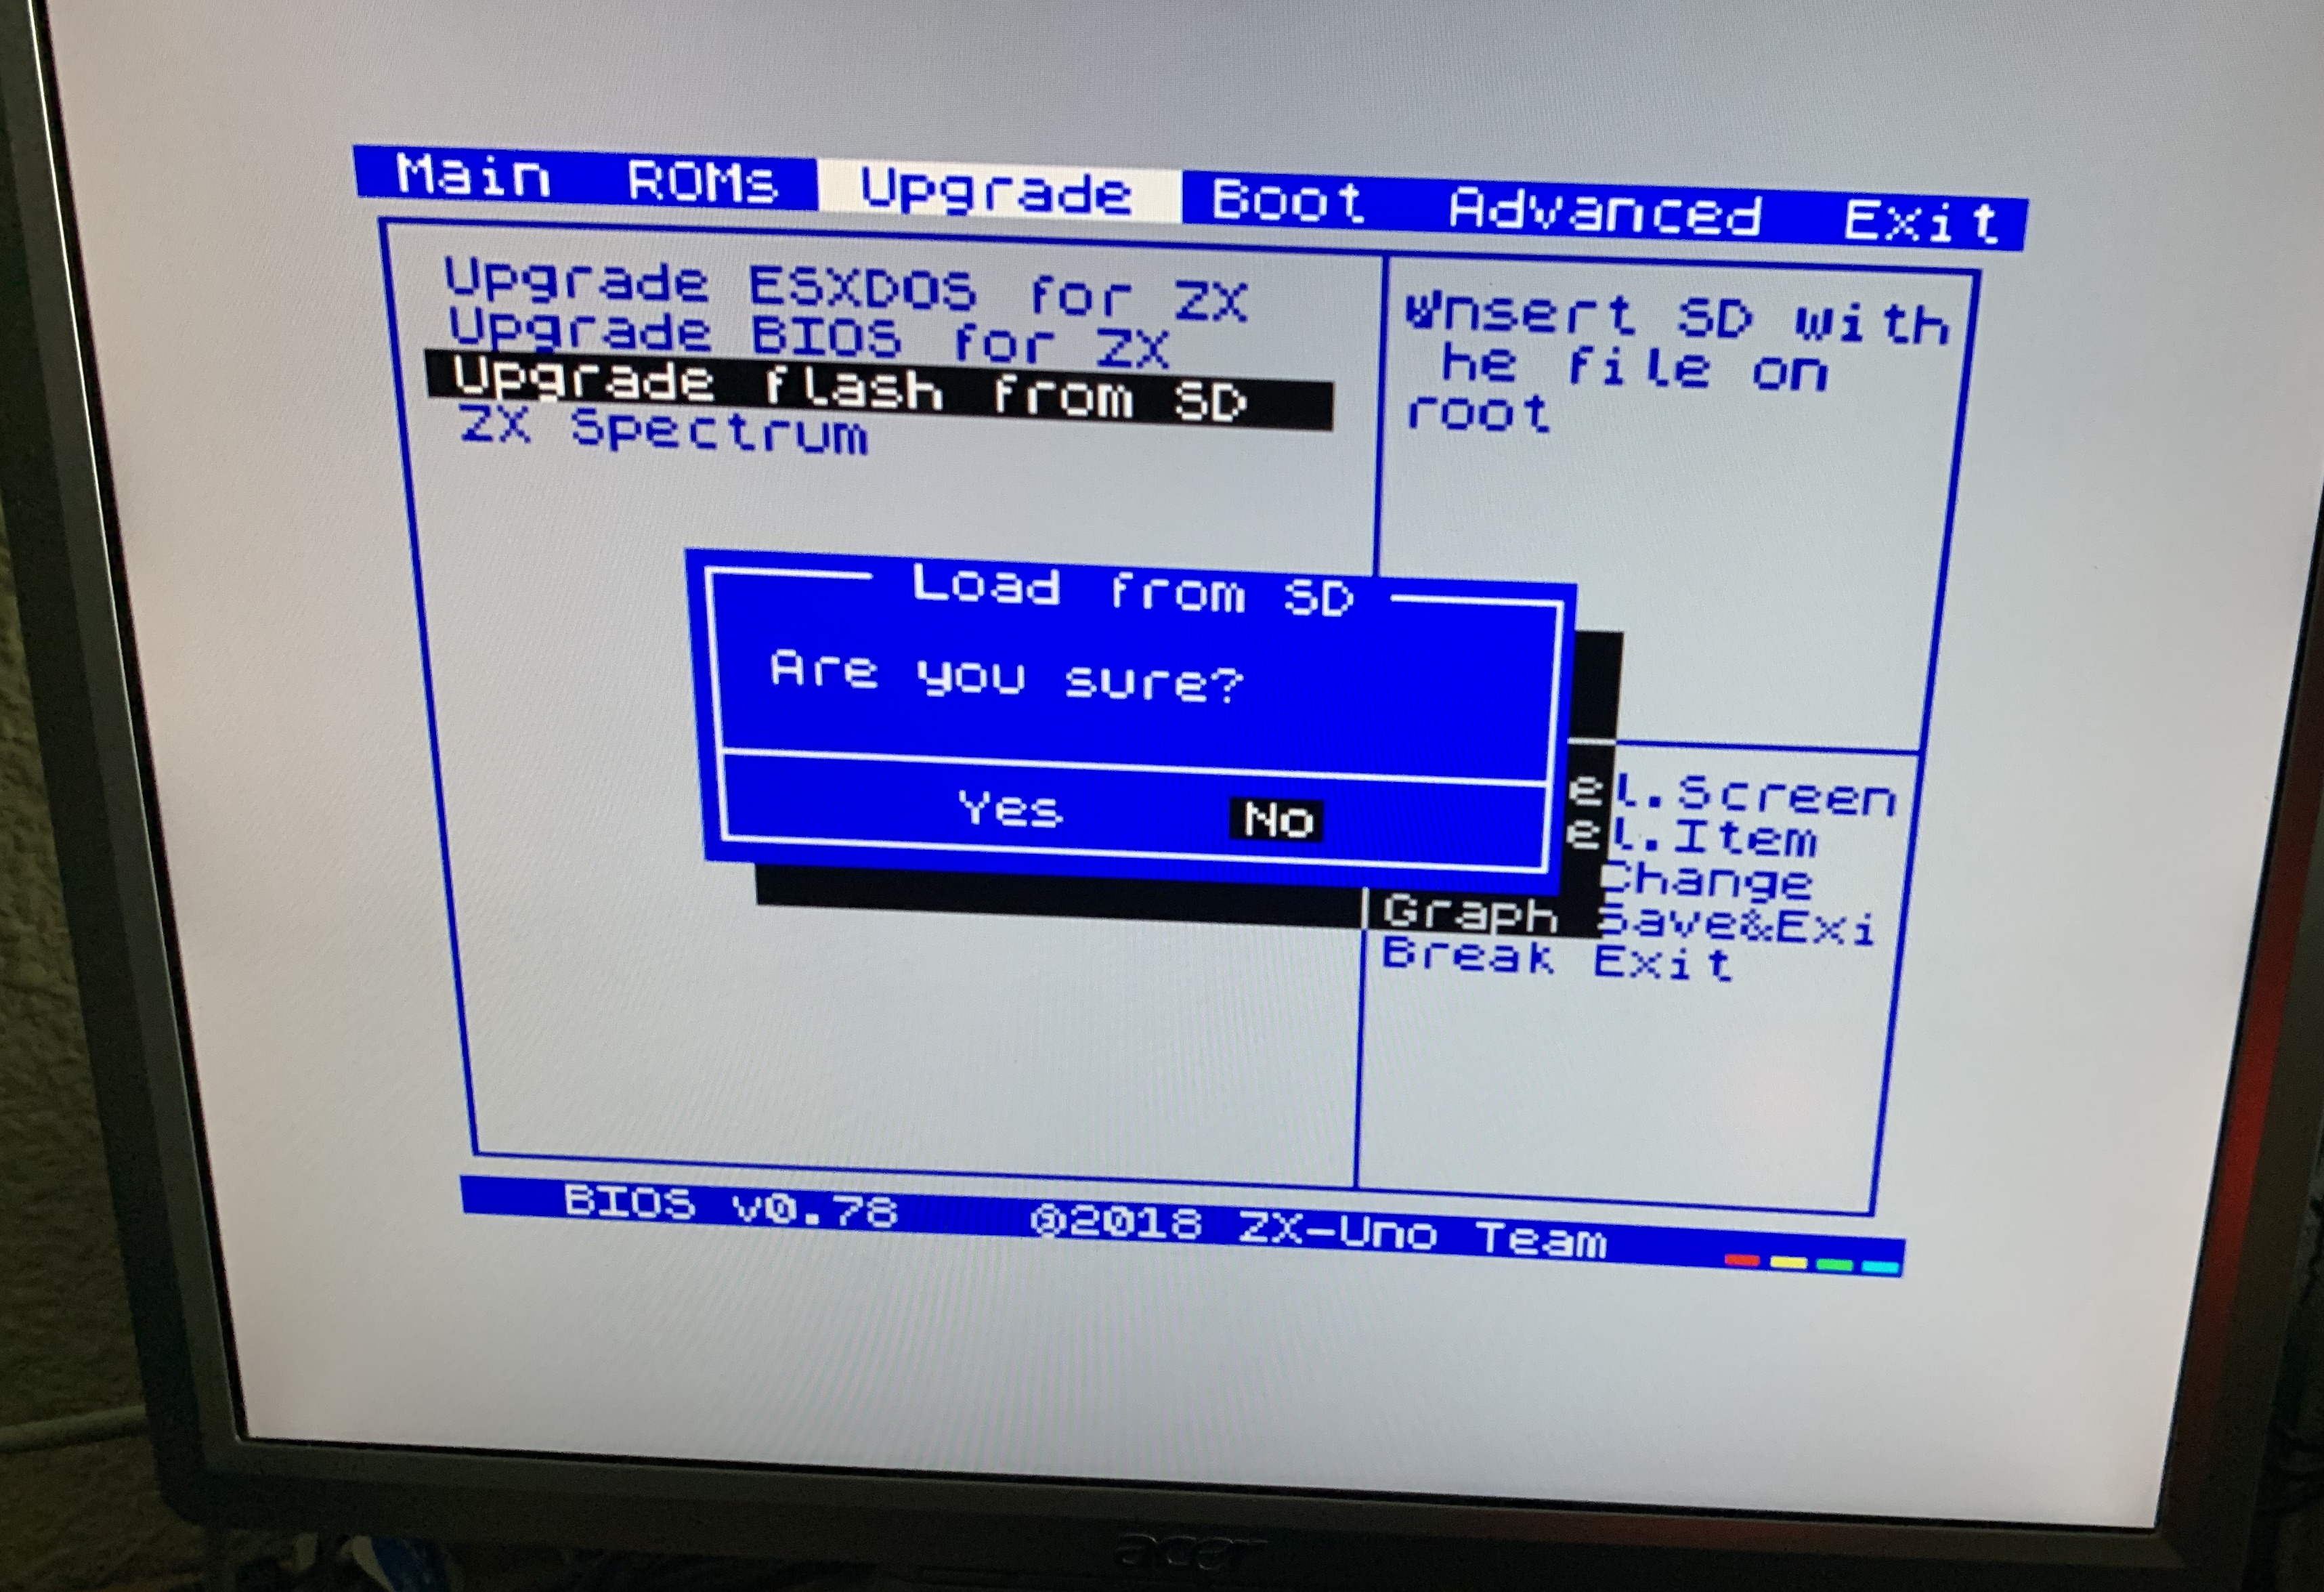 Main ROMs Upgrade Boot Advanced Exit
Upgrade ESXDOS for ZX
Upgrade BIOS for ZX
Upgrade flash from SD
ZX Spectrum
nsert SD with
he file on
root
Load from SD
Are you sure?
Yes No
el.Screen
el.Item
Change
Graph Save&Exi
Break Exit
BIOS v0.78 ©2018 ZX-Uno Team
acer